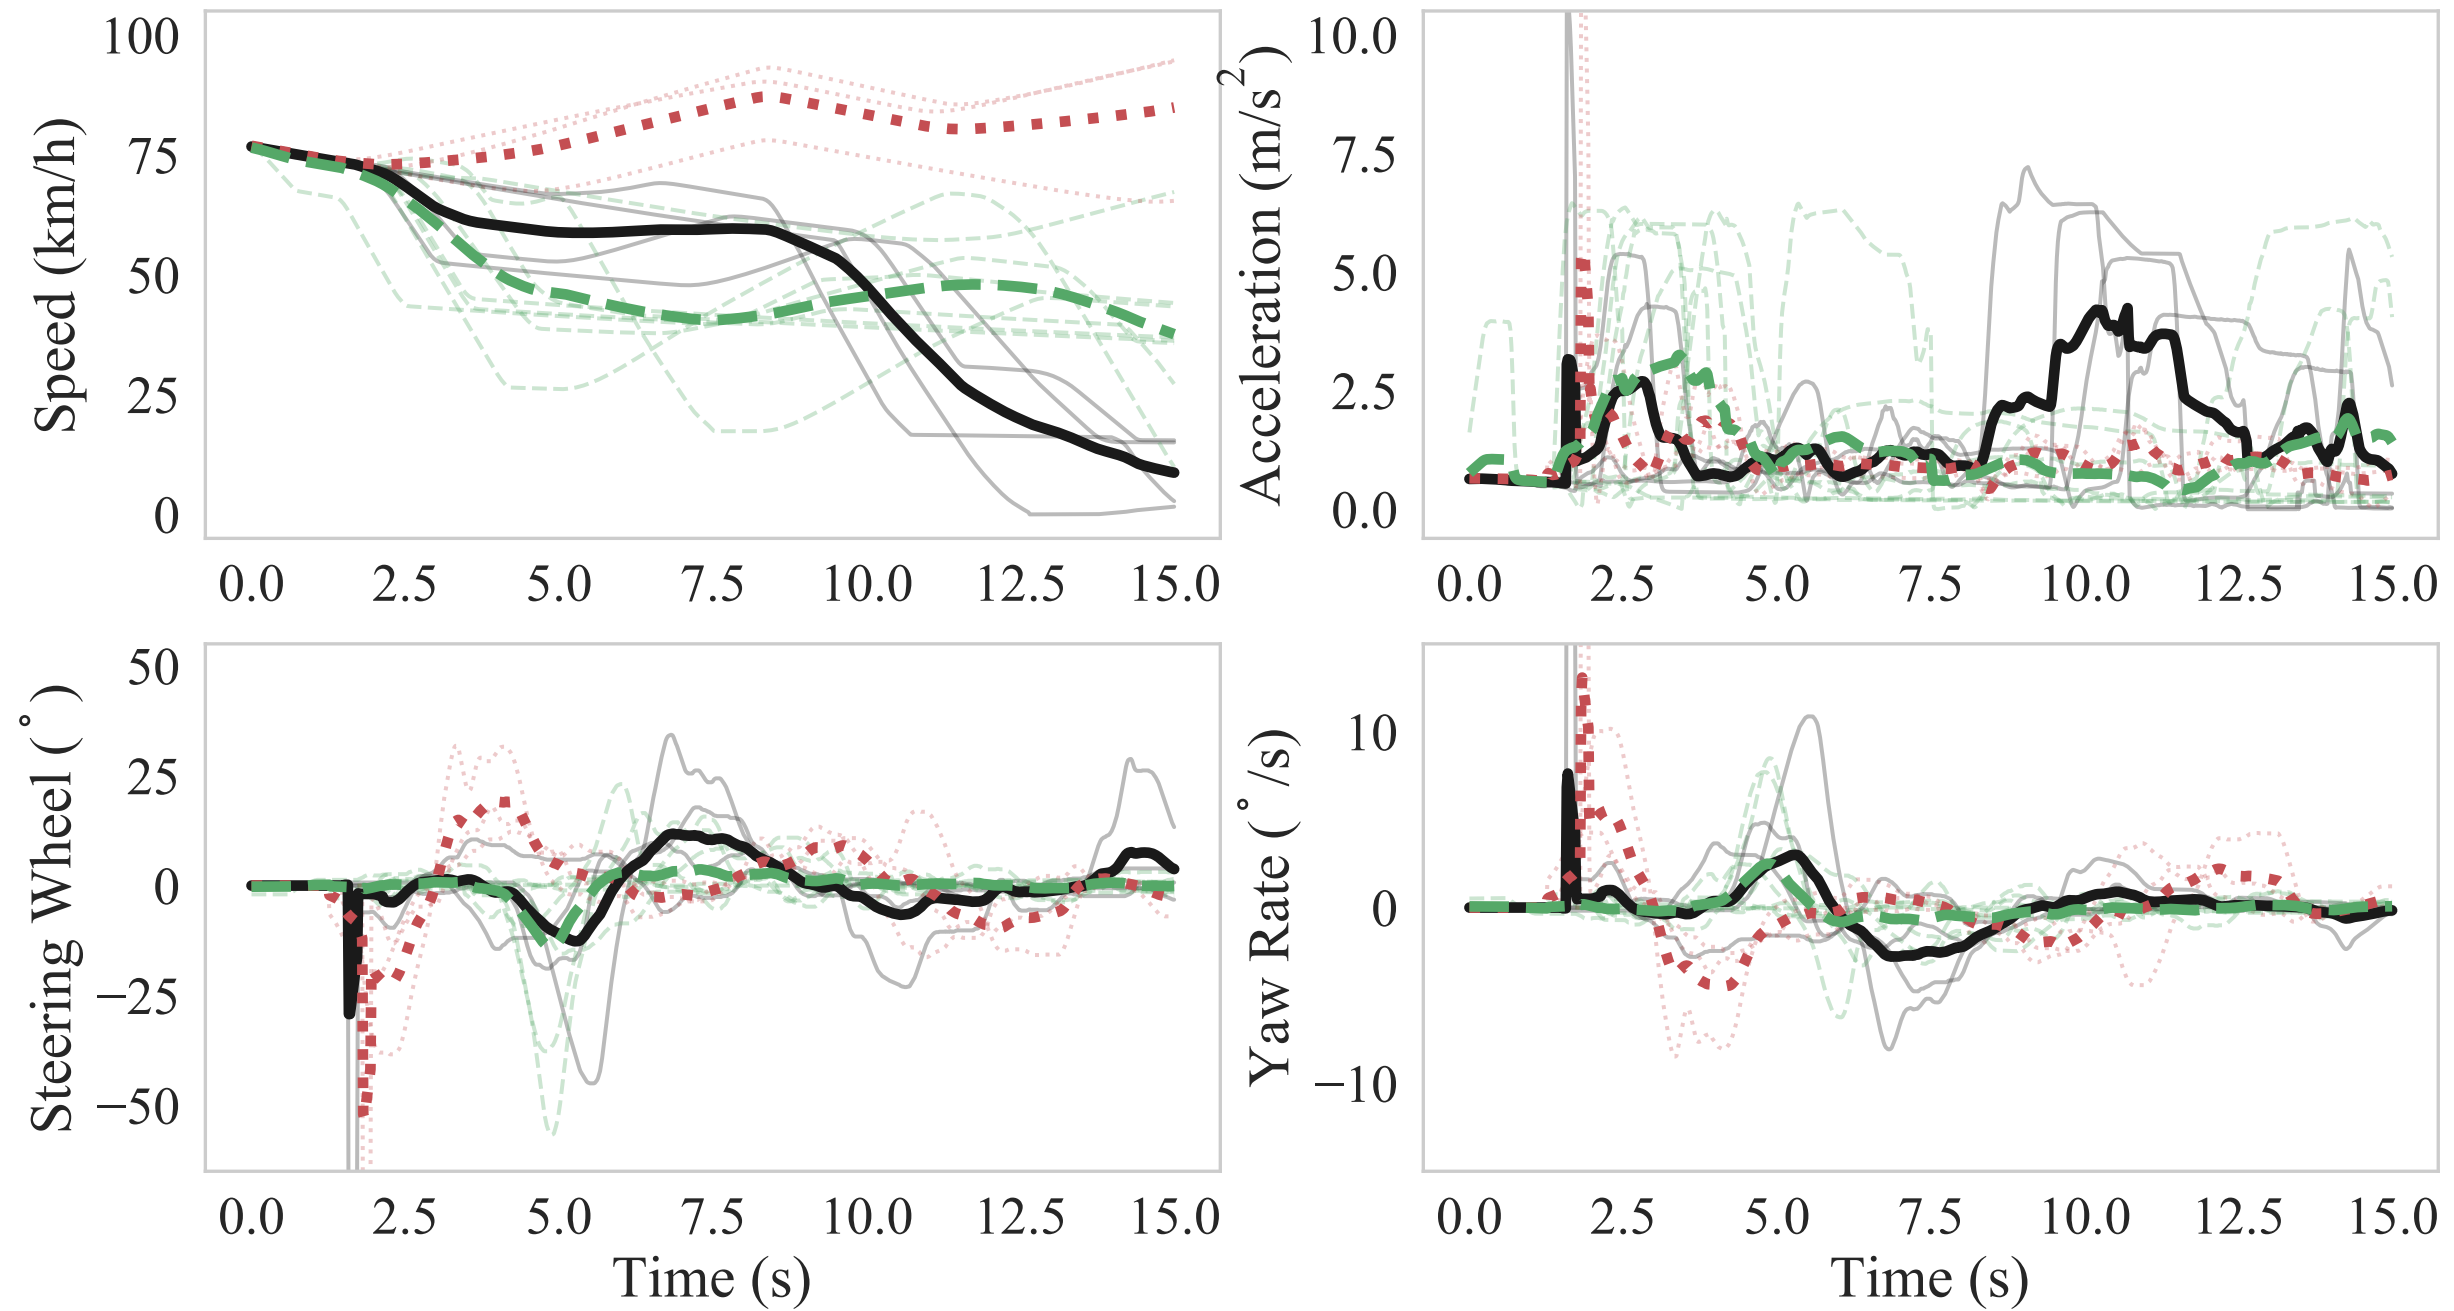 Speed (km/h)
100
75
50
25
0
0.0 2.5 5.0 7.5 10.0 12.5 15.0
Acceleration (m/s²)
10.0
7.5
5.0
2.5
0.0
0.0 2.5 5.0 7.5 10.0 12.5 15.0
Steering Wheel (°)
50
25
0
−25
−50
0.0 2.5 5.0 7.5 10.0 12.5 15.0
Time (s)
Yaw Rate (°/s)
10
0
−10
0.0 2.5 5.0 7.5 10.0 12.5 15.0
Time (s)